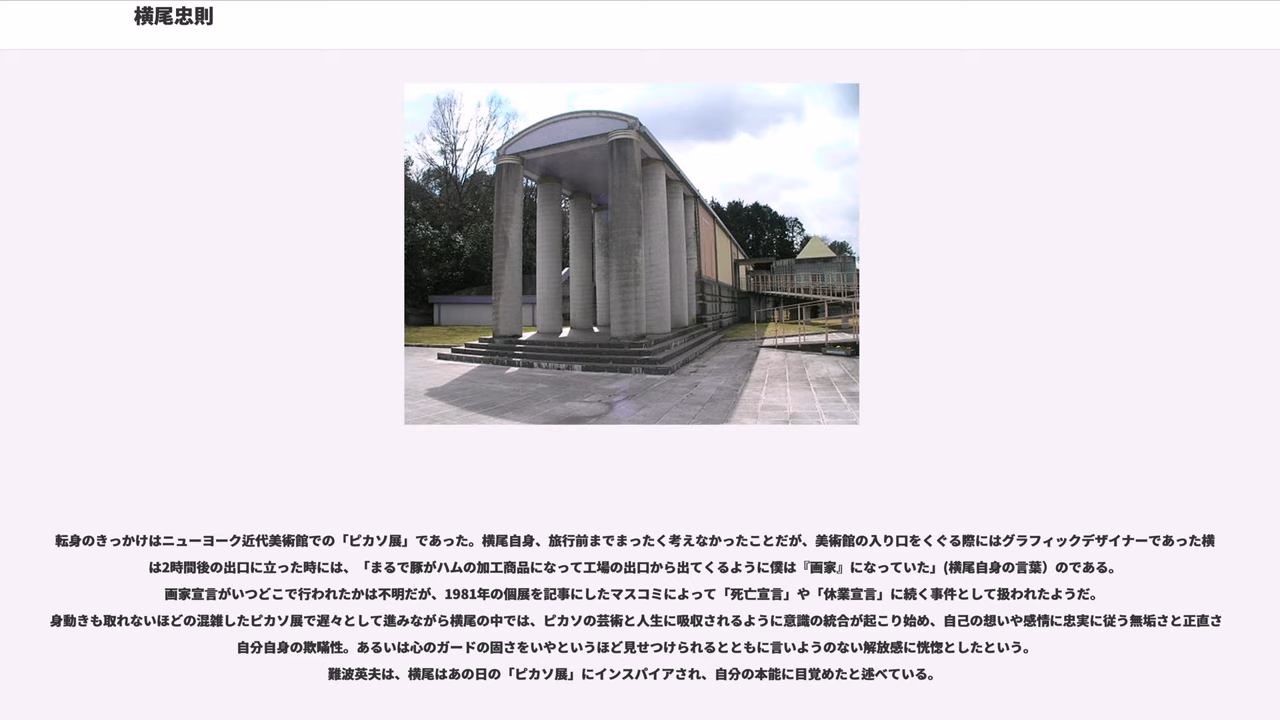 横尾忠則
転身のきっかけはニューヨーク近代美術館での「ピカソ展」であった。横尾自身、旅行前までまったく考えなかったことだが、美術館の入り口をくぐる際にはグラフィックデザイナーであった横
は2時間後の出口に立った時には、「まるで豚がハムの加工商品になって工場の出口から出てくるように僕は『画家』になっていた」(横尾自身の言葉）のである。
画家宣言がいつどこで行われたかは不明だが、1981年の個展を記事にしたマスコミによって「死亡宣言」や「休業宣言」に続く事件として扱われたようだ。
身動きも取れないほどの混雑したピカソ展で遅々として進みながら横尾の中では、ピカソの芸術と人生に吸収されるように意識の統合が起こり始め、自己の想いや感情に忠実に従う無垢さと正直さ
自分自身の欺瞞性。あるいは心のガードの固さをいやというほど見せつけられるとともに言いようのない解放感に恍惚としたという。
難波英夫は、横尾はあの日の「ピカソ展」にインスパイアされ、自分の本能に目覚めたと述べている。